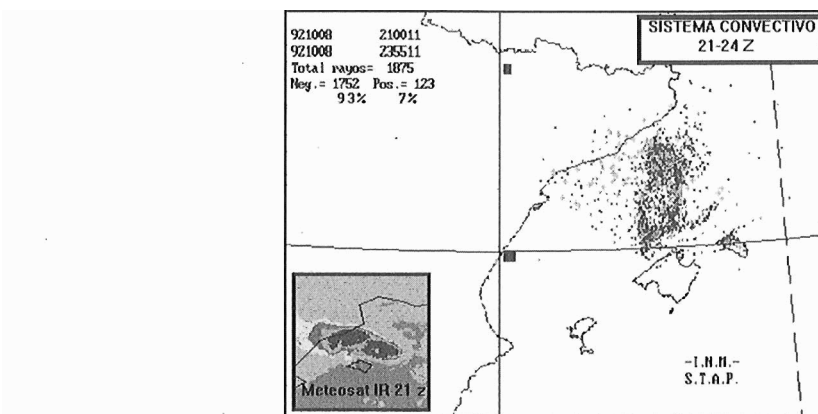 921008 210011
921008 235511
Total rayos= 1875
Neg.= 1752 Pos.= 123
93% 7%
SISTEMA CONVECTIVO
21-24 Z
Meteosat IR 21 z
-I.N.M.-
S.T.A.P.